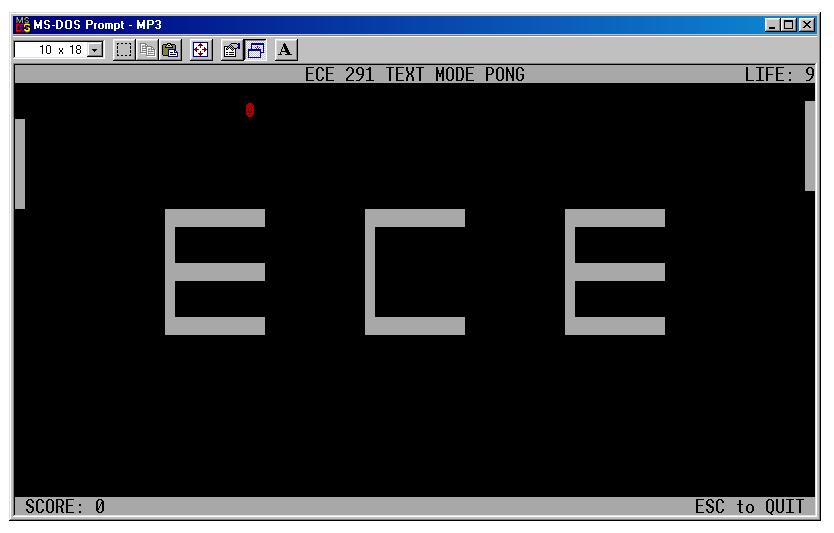 MS-DOS Prompt - MP3
10 x 18
A
ECE 291 TEXT MODE PONG LIFE: 9
ECE
SCORE: 0 ESC to QUIT